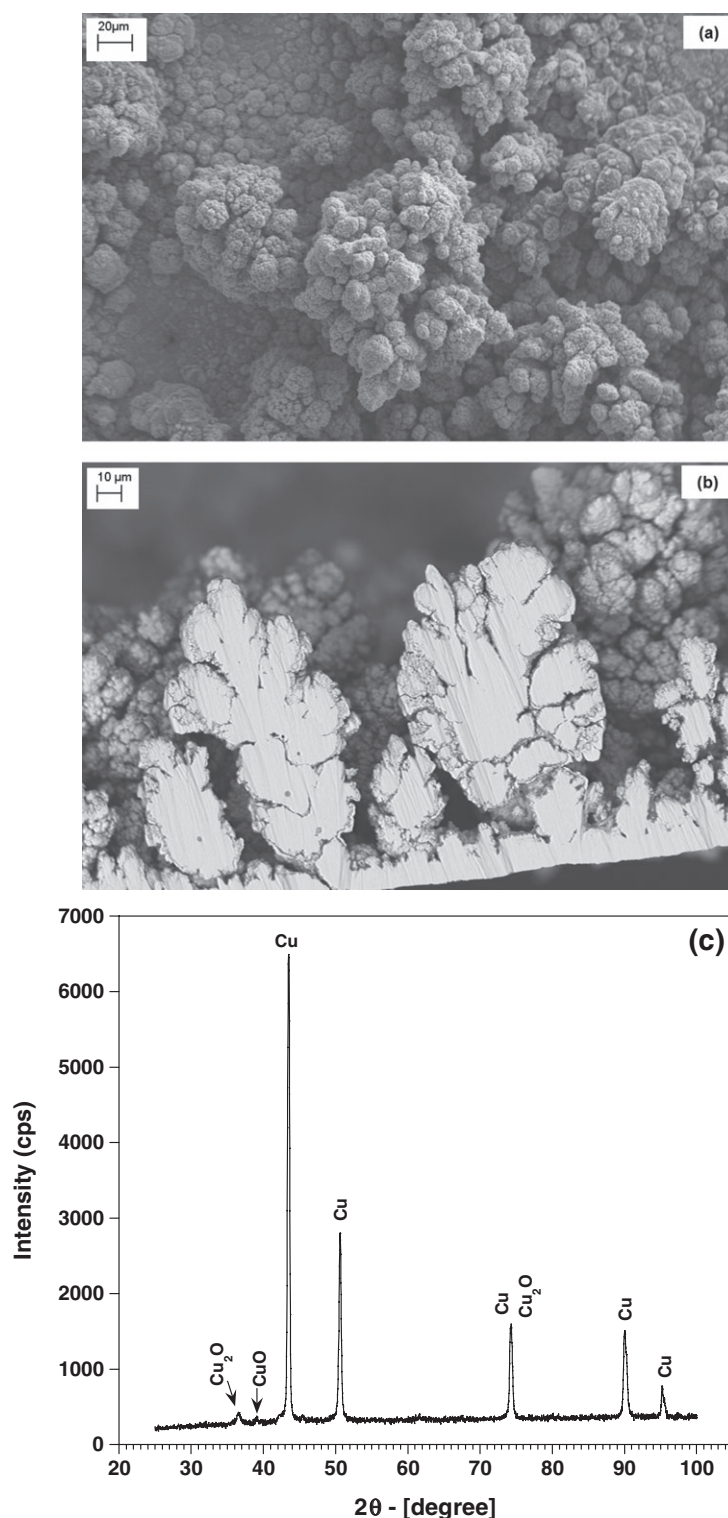 20µm
(a)
10 µm
(b)
(c)
7000
6000
5000
4000
3000
2000
1000
0
Intensity (cps)
Cu
Cu
Cu
Cu₂O
Cu
Cu
Cu₂O
CuO
20 30 40 50 60 70 80 90 100
2θ - [degree]